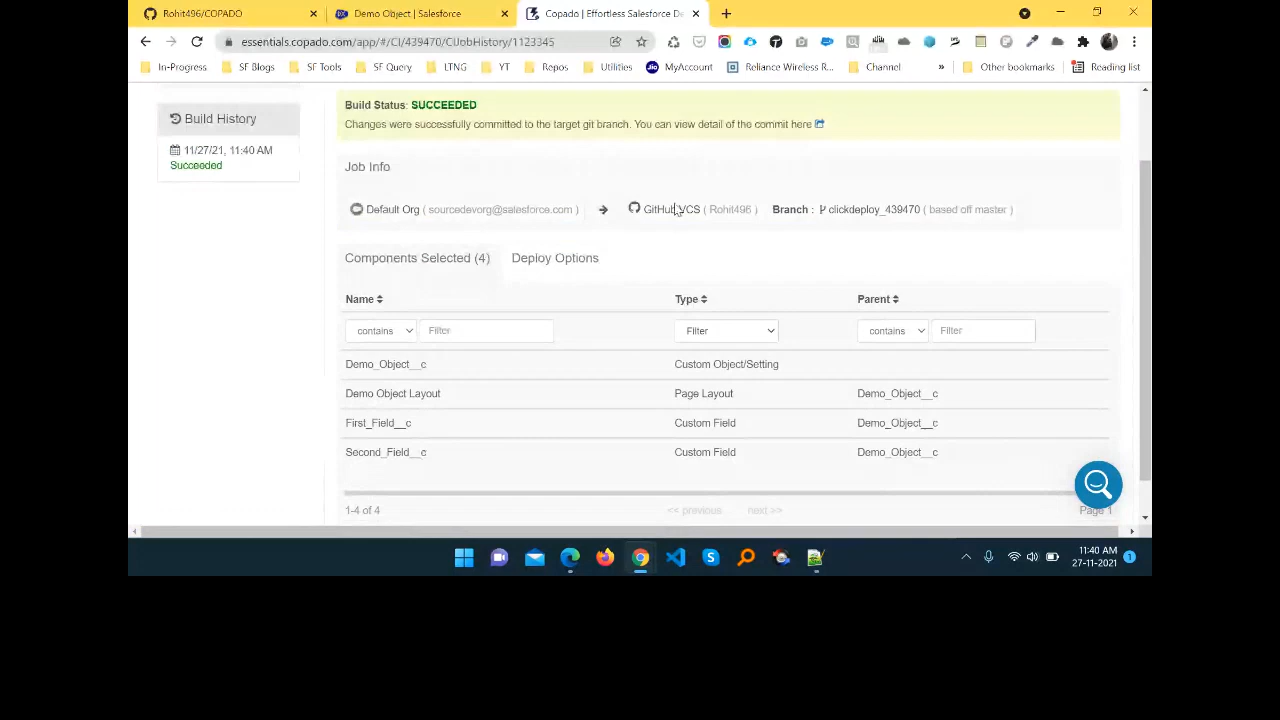 Rohit496/COPADO
Demo Object | Salesforce
Copado | Effortless Salesforce De
essentials.copado.com/app/#/CI/439470/CIJobHistory/1123345
In-Progress
SF Blogs
SF Tools
SF Query
LTNG
YT
Repos
Utilities
MyAccount
Reliance Wireless R...
Channel
»
Other bookmarks
Reading list
Build History
11/27/21, 11:40 AM
Succeeded
Build Status: SUCCEEDED
Changes were successfully committed to the target git branch. You can view detail of the commit here
Job Info
Default Org ( sourcedevorg@salesforce.com )
GitHub VCS ( Rohit496 )
Branch : clickdeploy_439470 ( based off master )
Components Selected (4)
Deploy Options
Name
Type
Parent
contains
Filter
Filter
contains
Filter
Demo_Object__c
Custom Object/Setting
Demo Object Layout
Page Layout
Demo_Object__c
First_Field__c
Custom Field
Demo_Object__c
Second_Field__c
Custom Field
Demo_Object__c
1-4 of 4
<< previous
next >>
Page 1
11:40 AM
27-11-2021
1